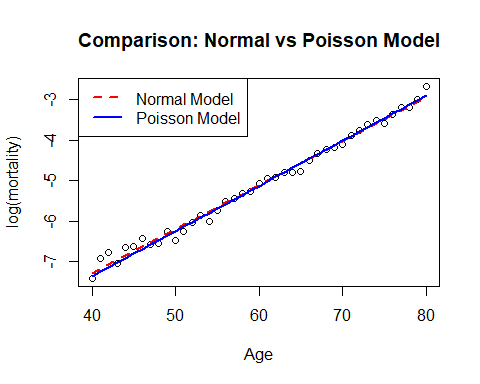 Comparison: Normal vs Poisson Model
Normal Model
Poisson Model
log(mortality)
-3
-4
-5
-6
-7
40 50 60 70 80
Age